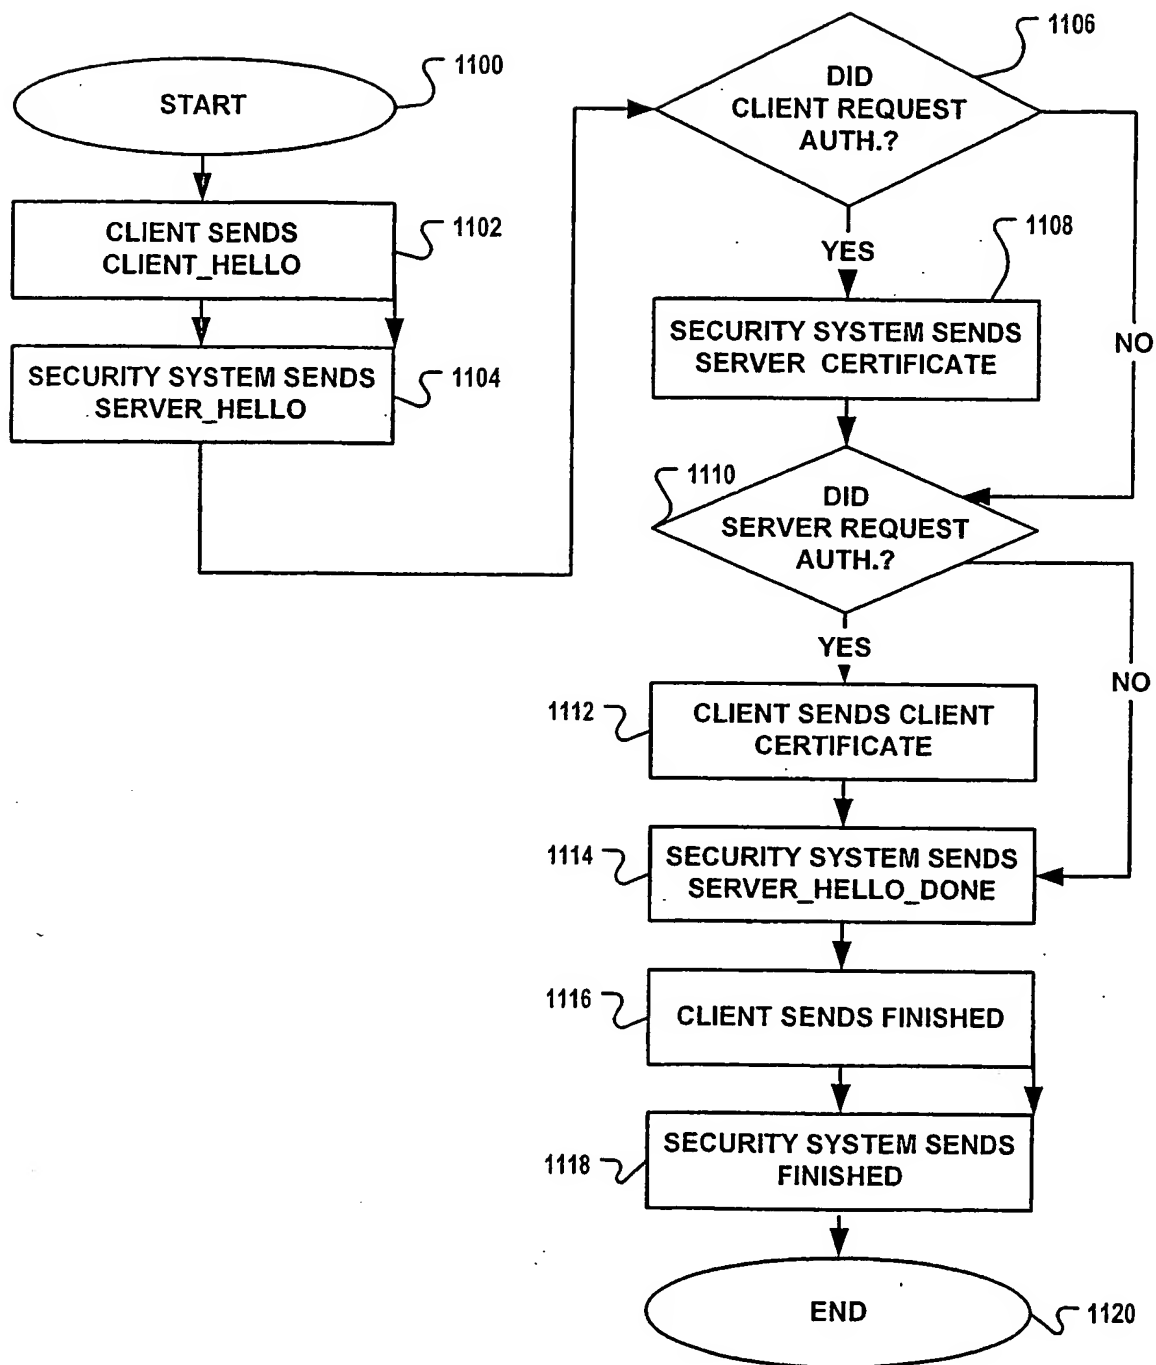 START
1100
CLIENT SENDS
CLIENT_HELLO
1102
SECURITY SYSTEM SENDS
SERVER_HELLO
1104
DID
CLIENT REQUEST
AUTH.?
1106
YES
NO
SECURITY SYSTEM SENDS
SERVER CERTIFICATE
1108
DID
SERVER REQUEST
AUTH.?
1110
YES
NO
CLIENT SENDS CLIENT
CERTIFICATE
1112
SECURITY SYSTEM SENDS
SERVER_HELLO_DONE
1114
CLIENT SENDS FINISHED
1116
SECURITY SYSTEM SENDS
FINISHED
1118
END
1120